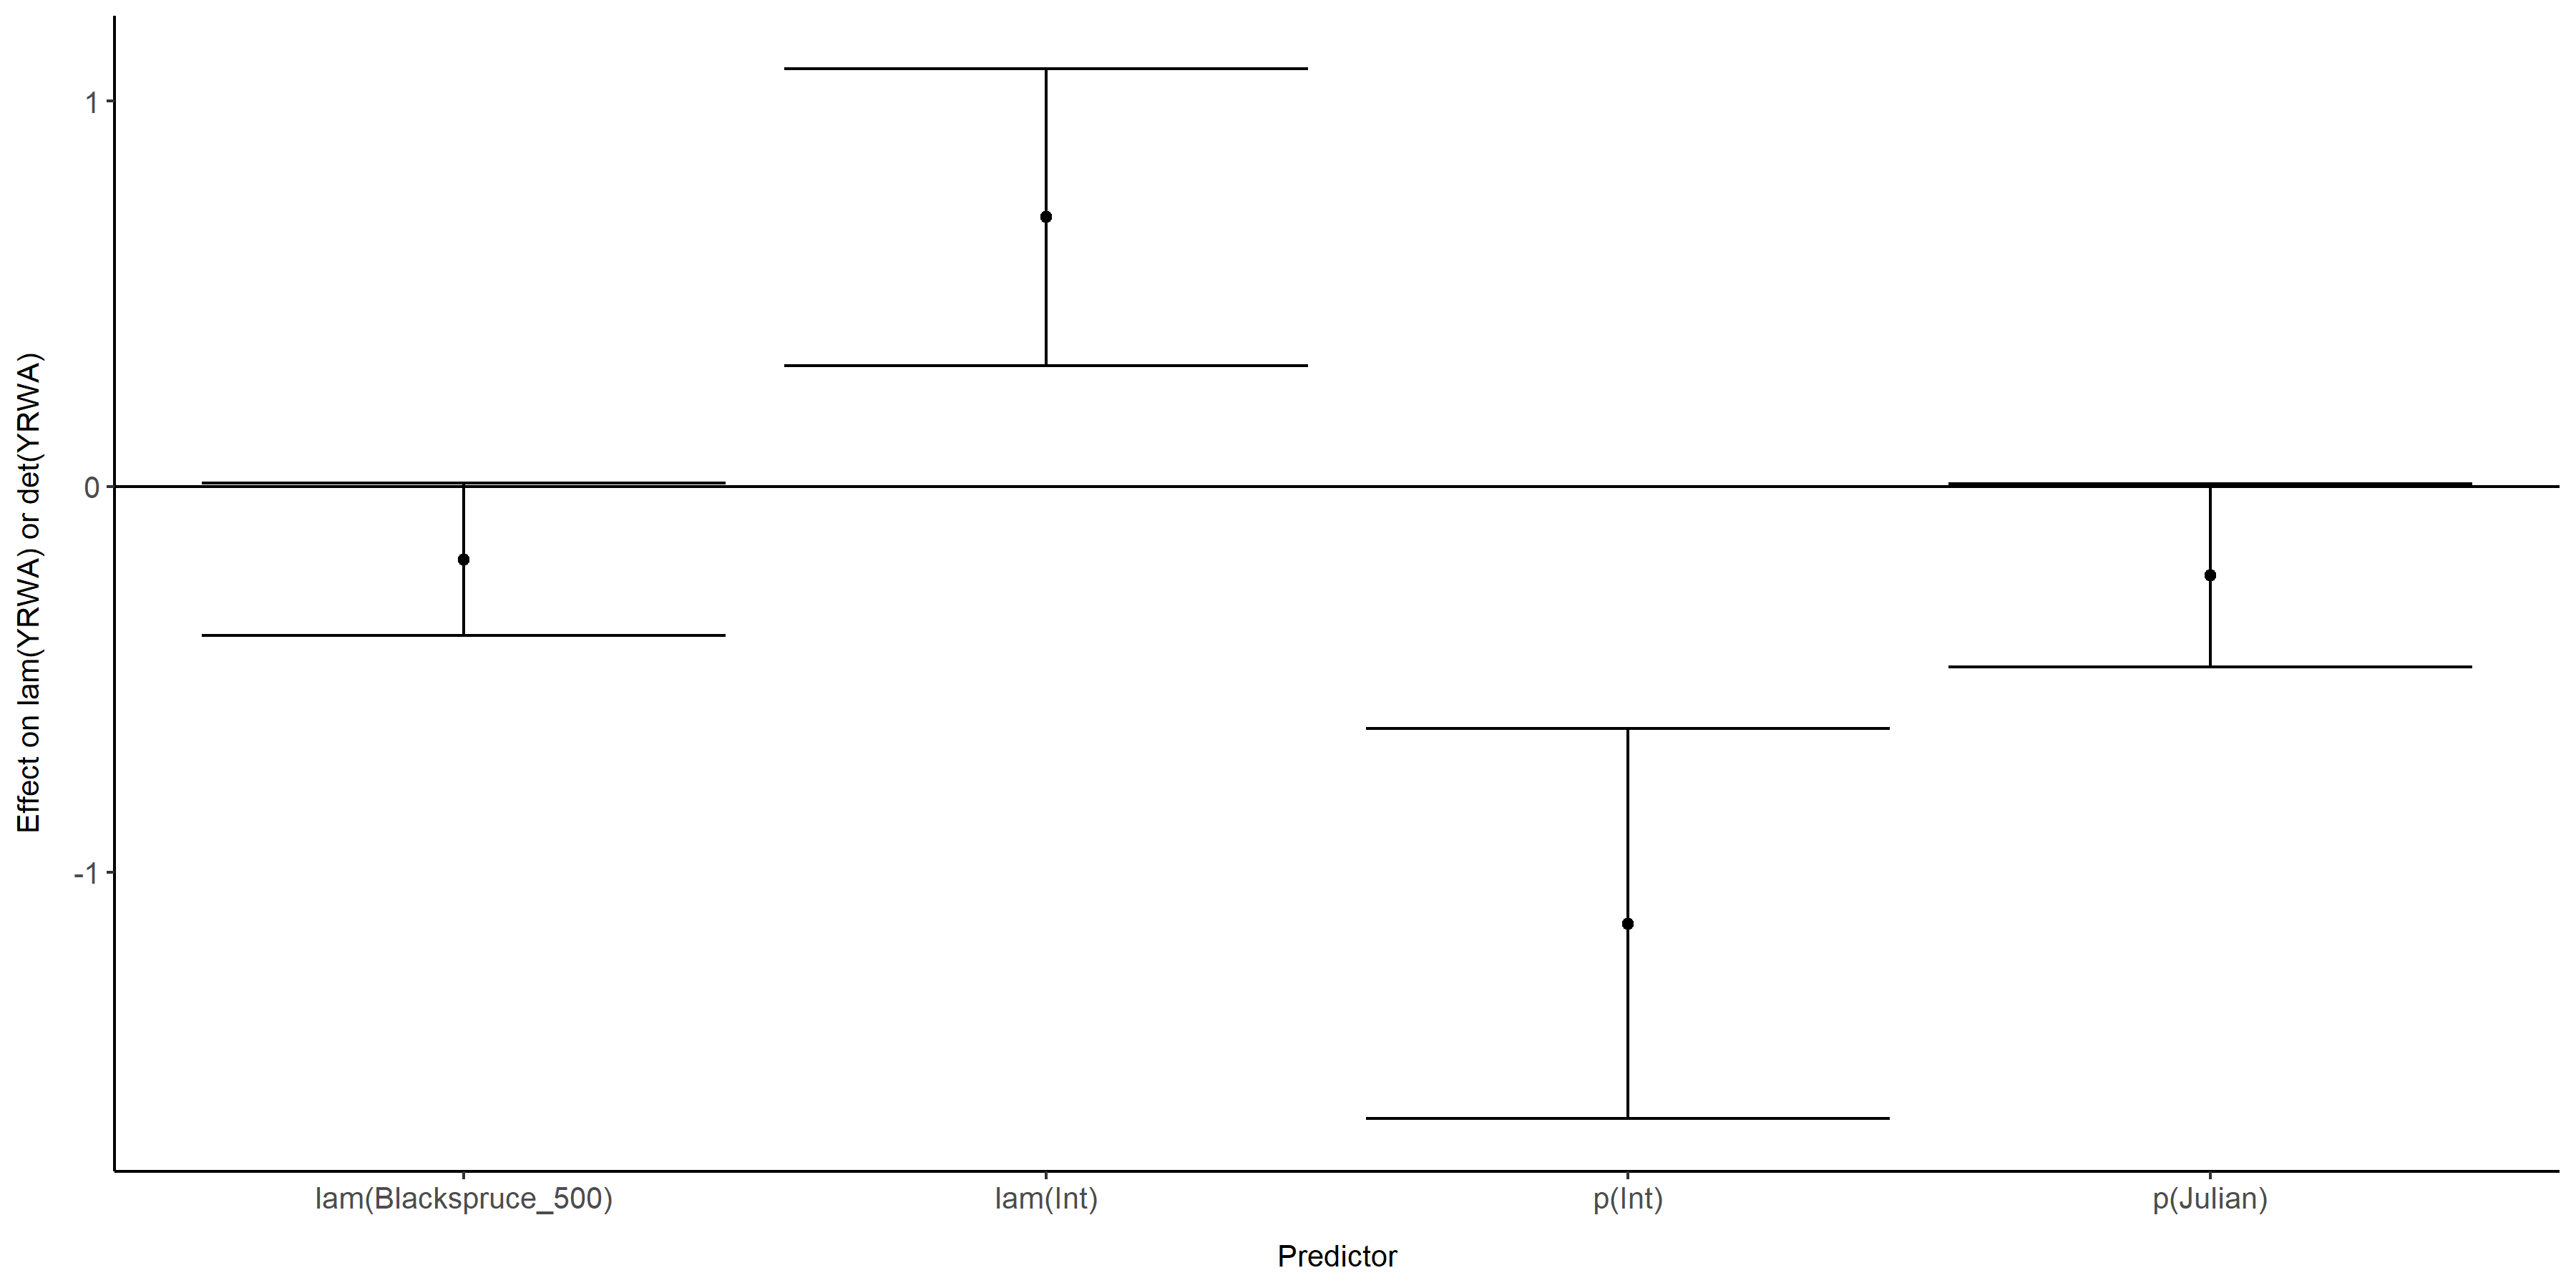 Effect on lam(YRWA) or det(YRWA)
1
0
-1
lam(Blackspruce_500)
lam(Int)
p(Int)
p(Julian)
Predictor